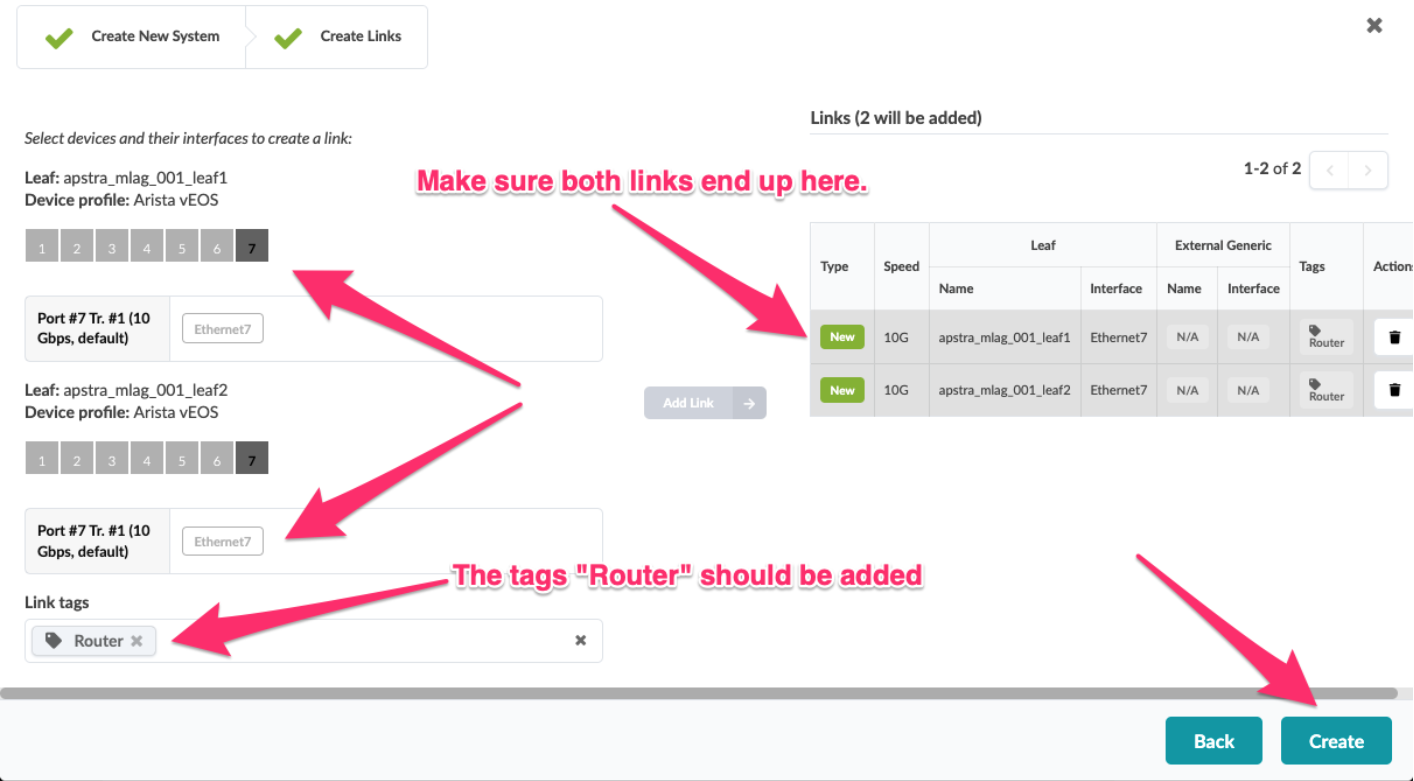 Create New System
Create Links
Select devices and their interfaces to create a link:
Leaf: apstra_mlag_001_leaf1
Device profile: Arista vEOS
1 2 3 4 5 6 7
Port #7 Tr. #1 (10
Gbps, default)
Ethernet7
Leaf: apstra_mlag_001_leaf2
Device profile: Arista vEOS
1 2 3 4 5 6 7
Port #7 Tr. #1 (10
Gbps, default)
Ethernet7
The tags "Router" should be added
Link tags
Router
Make sure both links end up here.
Add Link
Links (2 will be added)
1-2 of 2
Type Speed Leaf External Generic Tags Actions
Name Interface Name Interface
New 10G apstra_mlag_001_leaf1 Ethernet7 N/A N/A Router
New 10G apstra_mlag_001_leaf2 Ethernet7 N/A N/A Router
Back
Create